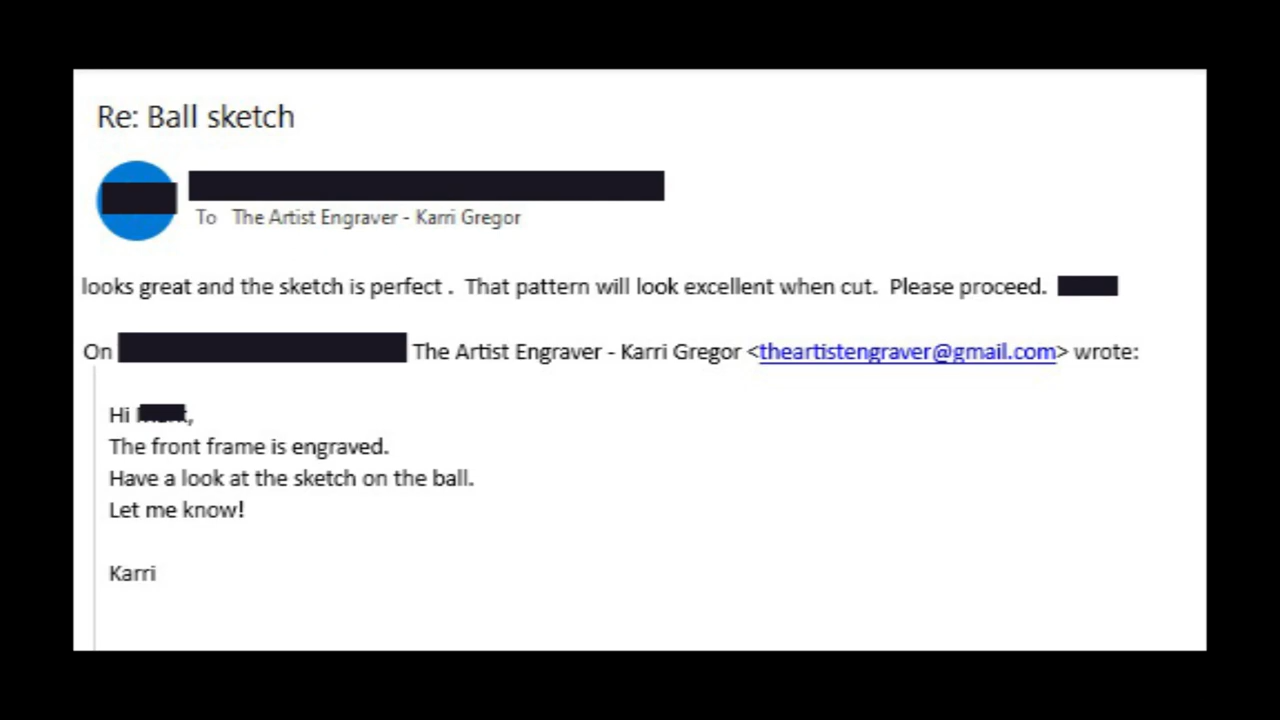 Re: Ball sketch
To The Artist Engraver - Karri Gregor
looks great and the sketch is perfect . That pattern will look excellent when cut. Please proceed.
On The Artist Engraver - Karri Gregor <theartistengraver@gmail.com> wrote:
Hi ,
The front frame is engraved.
Have a look at the sketch on the ball.
Let me know!
Karri